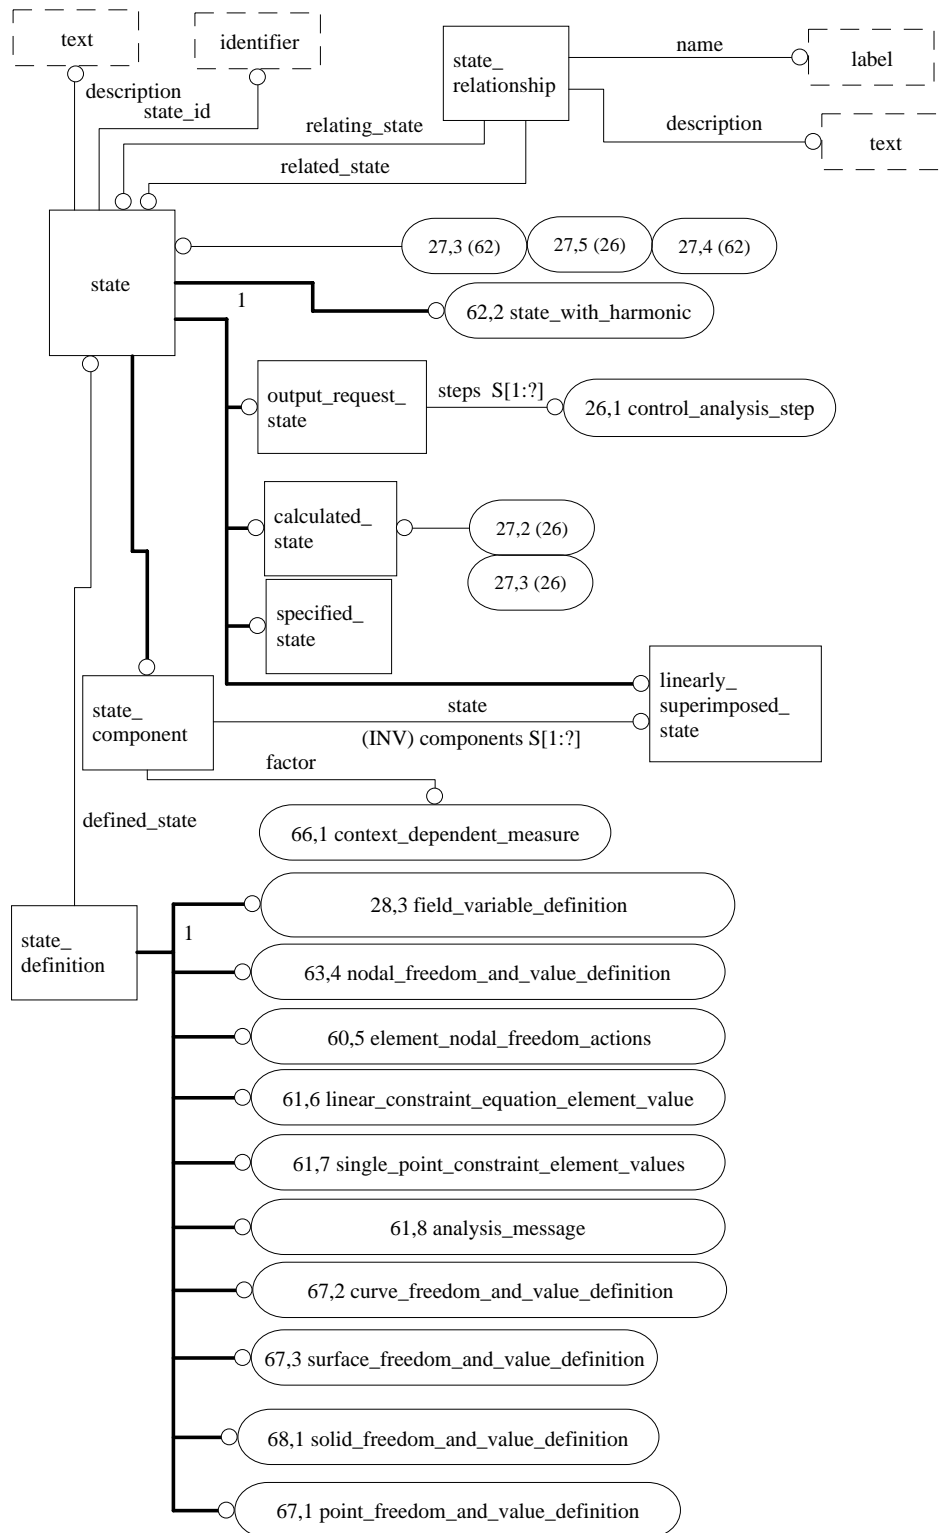 text
identifier
state_
relationship
name
label
description
state_id
relating_state
related_state
description
text
state
27,3 (62)
27,5 (26)
27,4 (62)
1
62,2 state_with_harmonic
output_request_
state
steps S[1:?]
26,1 control_analysis_step
calculated_
state
27,2 (26)
27,3 (26)
specified_
state
linearly_
superimposed_
state
state_
component
state
(INV) components S[1:?]
factor
66,1 context_dependent_measure
defined_state
state_
definition
1
28,3 field_variable_definition
63,4 nodal_freedom_and_value_definition
60,5 element_nodal_freedom_actions
61,6 linear_constraint_equation_element_value
61,7 single_point_constraint_element_values
61,8 analysis_message
67,2 curve_freedom_and_value_definition
67,3 surface_freedom_and_value_definition
68,1 solid_freedom_and_value_definition
67,1 point_freedom_and_value_definition